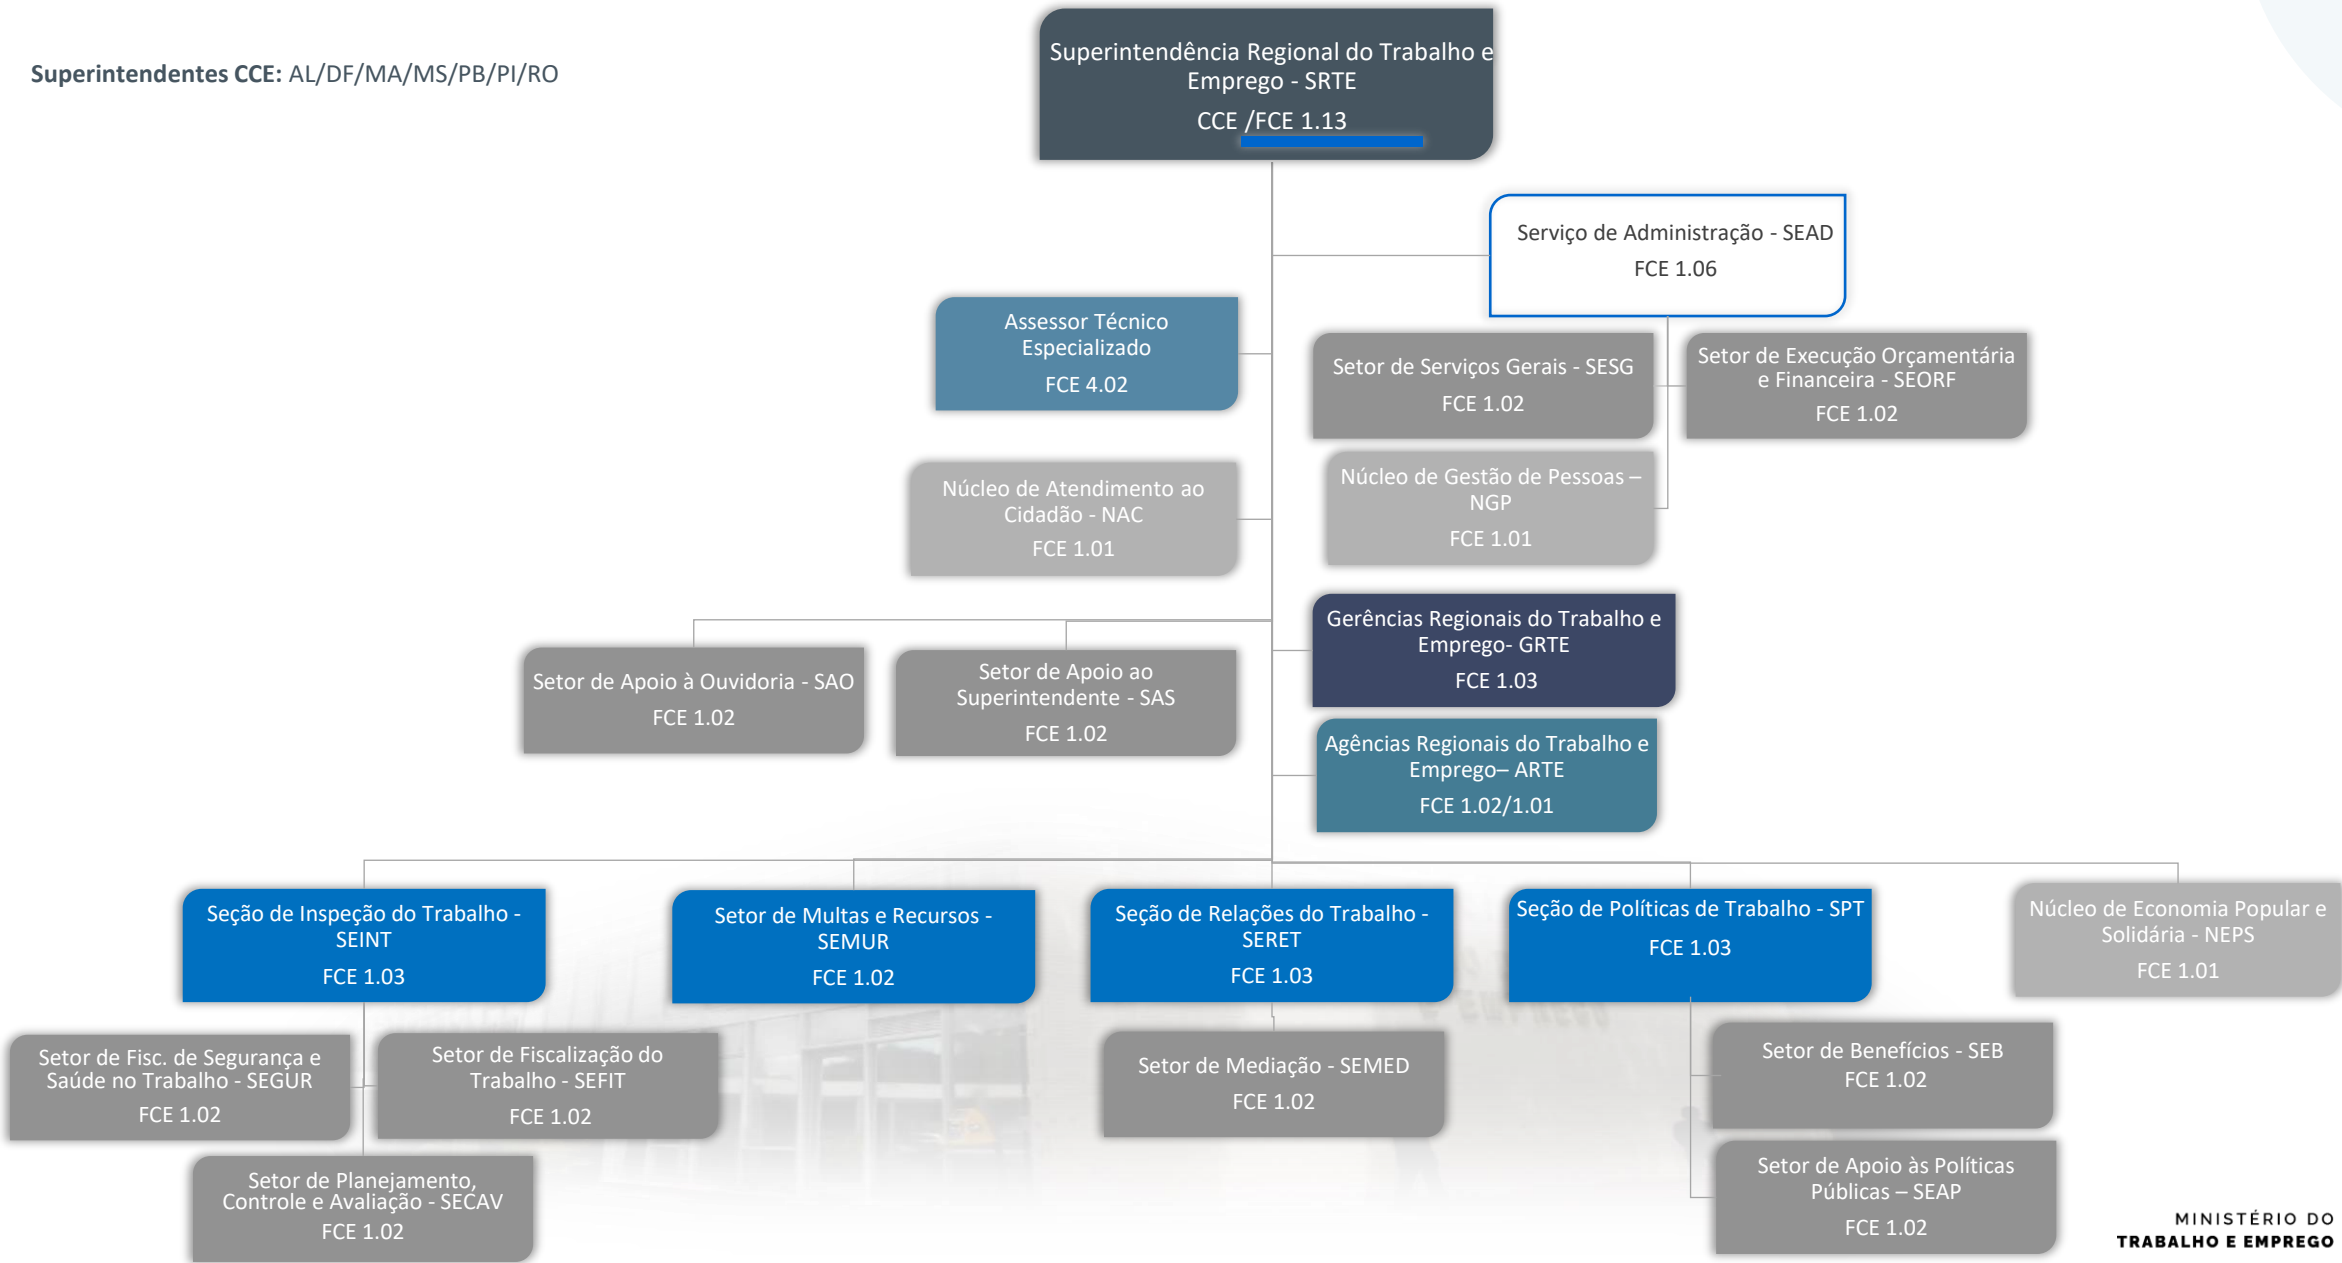 Superintendentes CCE: AL/DF/MA/MS/PB/PI/RO
Superintendência Regional do Trabalho e
Emprego - SRTE
CCE /FCE 1.13
Serviço de Administração - SEAD
FCE 1.06
Assessor Técnico
Especializado
FCE 4.02
Setor de Serviços Gerais - SESG
FCE 1.02
Setor de Execução Orçamentária
e Financeira - SEORF
FCE 1.02
Núcleo de Atendimento ao
Cidadão - NAC
FCE 1.01
Núcleo de Gestão de Pessoas –
NGP
FCE 1.01
Setor de Apoio à Ouvidoria - SAO
FCE 1.02
Setor de Apoio ao
Superintendente - SAS
FCE 1.02
Gerências Regionais do Trabalho e
Emprego- GRTE
FCE 1.03
Agências Regionais do Trabalho e
Emprego– ARTE
FCE 1.02/1.01
Seção de Inspeção do Trabalho -
SEINT
FCE 1.03
Setor de Multas e Recursos -
SEMUR
FCE 1.02
Seção de Relações do Trabalho -
SERET
FCE 1.03
Seção de Políticas de Trabalho - SPT
FCE 1.03
Núcleo de Economia Popular e
Solidária - NEPS
FCE 1.01
Setor de Fisc. de Segurança e
Saúde no Trabalho - SEGUR
FCE 1.02
Setor de Fiscalização do
Trabalho - SEFIT
FCE 1.02
Setor de Mediação - SEMED
FCE 1.02
Setor de Benefícios - SEB
FCE 1.02
Setor de Planejamento,
Controle e Avaliação - SECAV
FCE 1.02
Setor de Apoio às Políticas
Públicas – SEAP
FCE 1.02
E EMPREGO
MINISTÉRIO DO
TRABALHO E EMPREGO